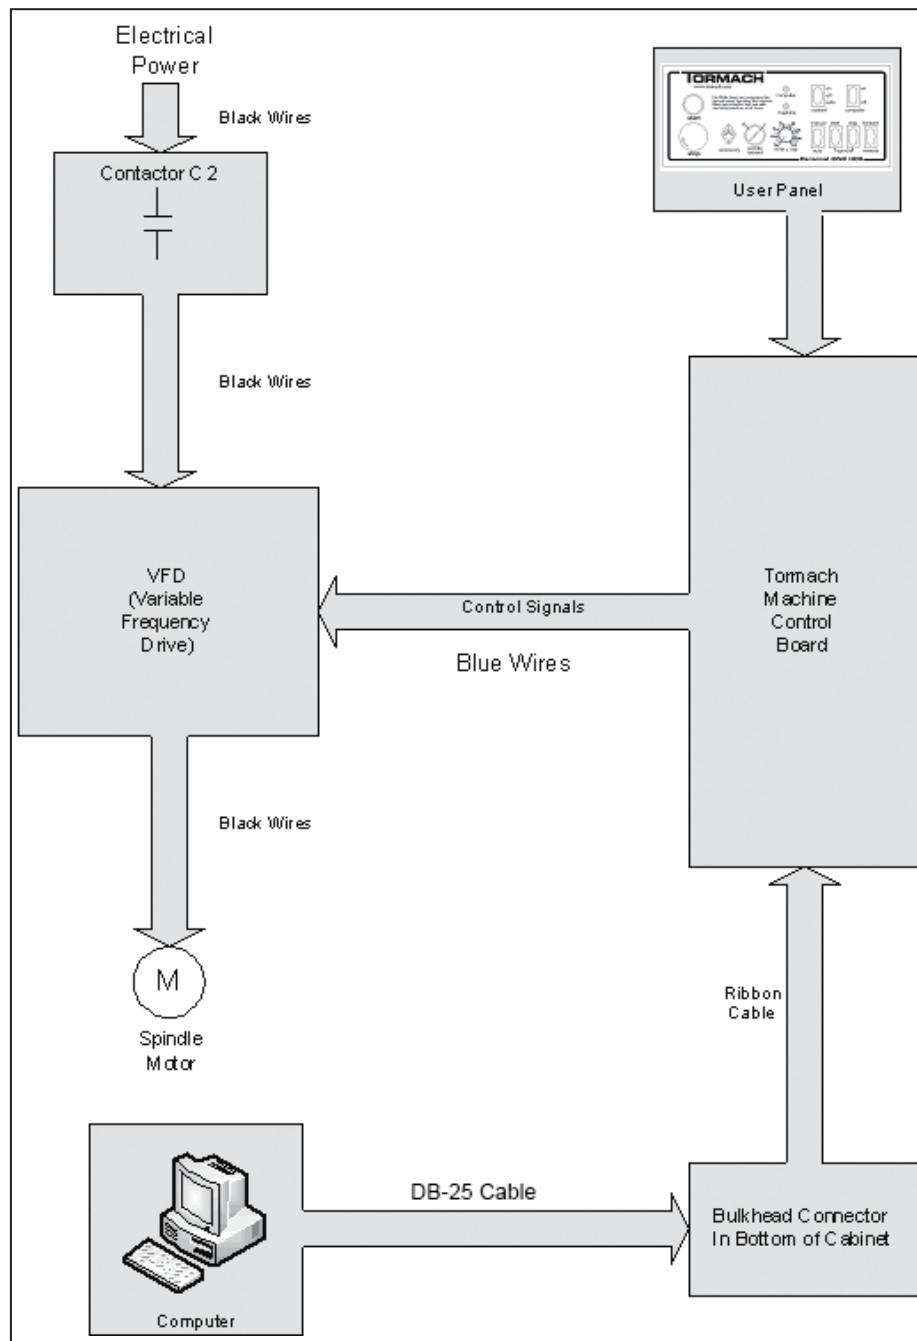 Electrical
Power
Black Wires
Contactor C 2
TORMACH
User Panel
Black Wires
VFD
(Variable
Frequency
Drive)
Control Signals
Blue Wires
Tormach
Machine
Control
Board
Black Wires
M
Spindle
Motor
Ribbon
Cable
DB-25 Cable
Bulkhead Connector
In Bottom of Cabinet
Computer